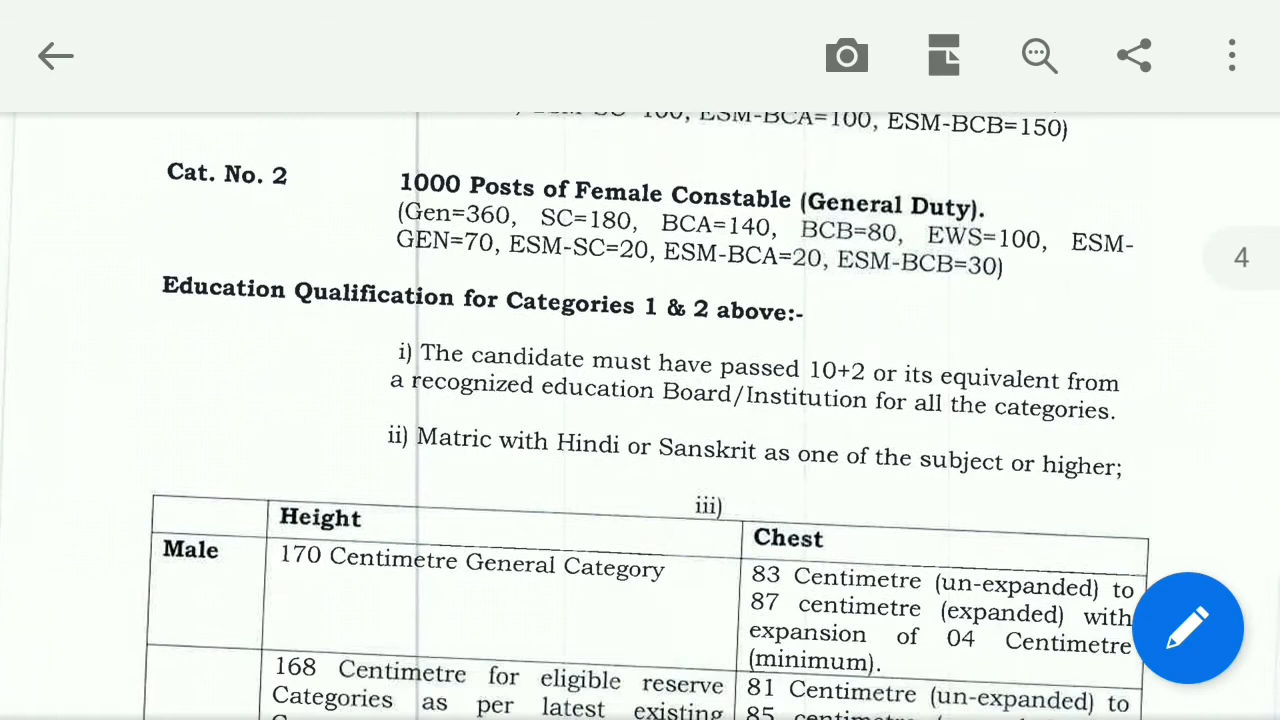 100, ESM-BCA=100, ESM-BCB=150)
Cat. No. 2
1000 Posts of Female Constable (General Duty).
(Gen=360, SC=180, BCA=140, BCB=80, EWS=100, ESM-
GEN=70, ESM-SC=20, ESM-BCA=20, ESM-BCB=30)
4
Education Qualification for Categories 1 & 2 above:-
i) The candidate must have passed 10+2 or its equivalent from
a recognized education Board/Institution for all the categories.
ii) Matric with Hindi or Sanskrit as one of the subject or higher;
iii)
Height
Chest
Male
170 Centimetre General Category
83 Centimetre (un-expanded) to
87 centimetre (expanded) with
expansion of 04 Centimetre
(minimum).
168 Centimetre for eligible reserve
Categories as per latest existing
81 Centimetre (un-expanded) to
85